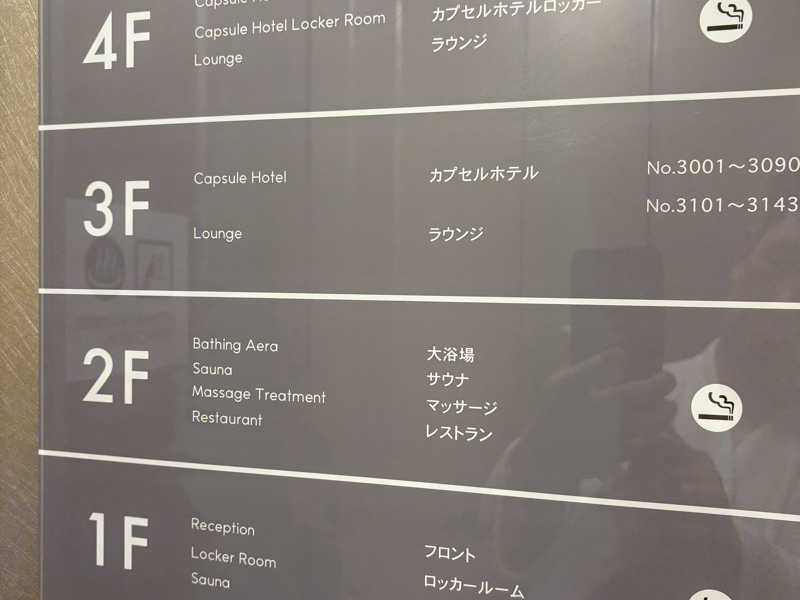 4F
Capsule Hotel Locker Room
カプセルホテルロッカー
Lounge
ラウンジ
3F
Capsule Hotel
カプセルホテル
No.3001～3090
Lounge
ラウンジ
No.3101～3143
2F
Bathing Aera
大浴場
Sauna
サウナ
Massage Treatment
マッサージ
Restaurant
レストラン
1F
Reception
フロント
Locker Room
ロッカールーム
Sauna